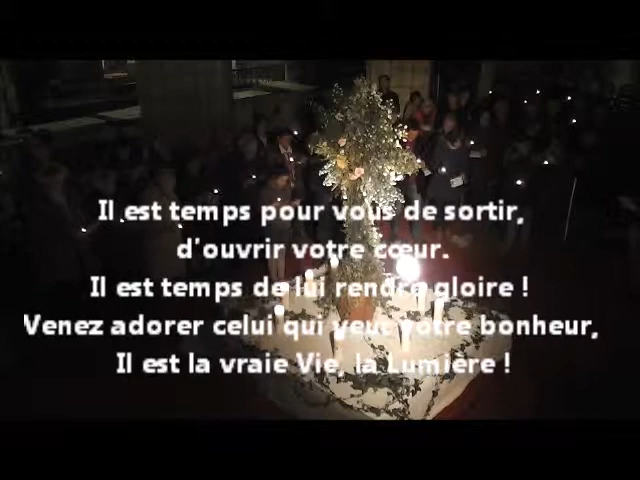 Il est temps pour vous de sortir,
d'ouvrir votre cœur.
Il est temps de lui rendre gloire !
Venez adorer celui qui veut votre bonheur,
Il est la vraie Vie, la Lumière !